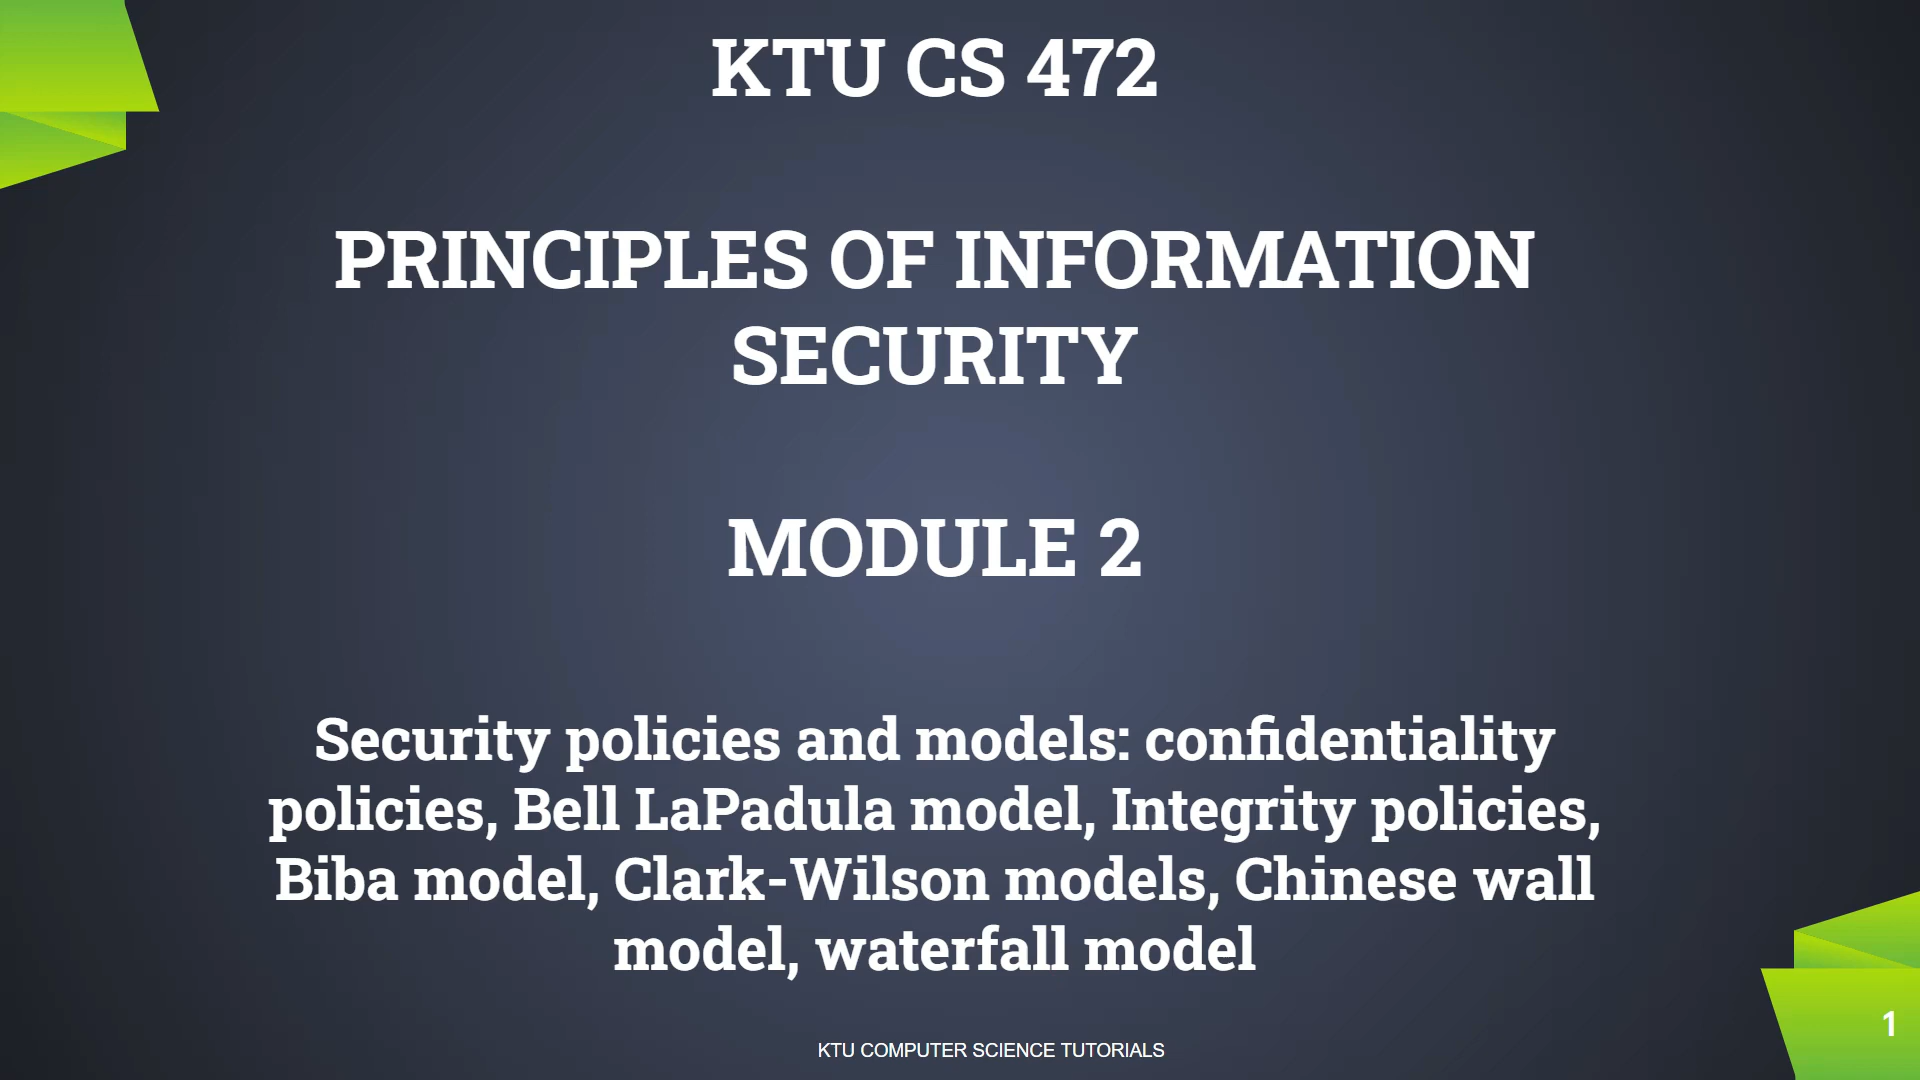 KTU CS 472
PRINCIPLES OF INFORMATION
SECURITY
MODULE 2
Security policies and models: confidentiality
policies, Bell LaPadula model, Integrity policies,
Biba model, Clark-Wilson models, Chinese wall
model, waterfall model
KTU COMPUTER SCIENCE TUTORIALS
1